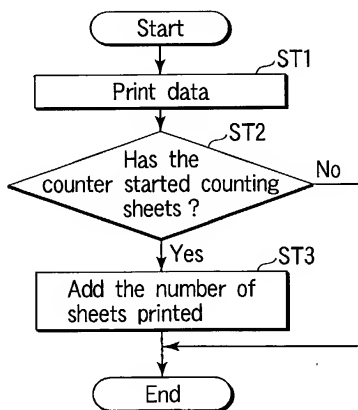 Start
ST1
Print data
ST2
Has the
counter started counting
sheets?
No
Yes
ST3
Add the number of
sheets printed
End